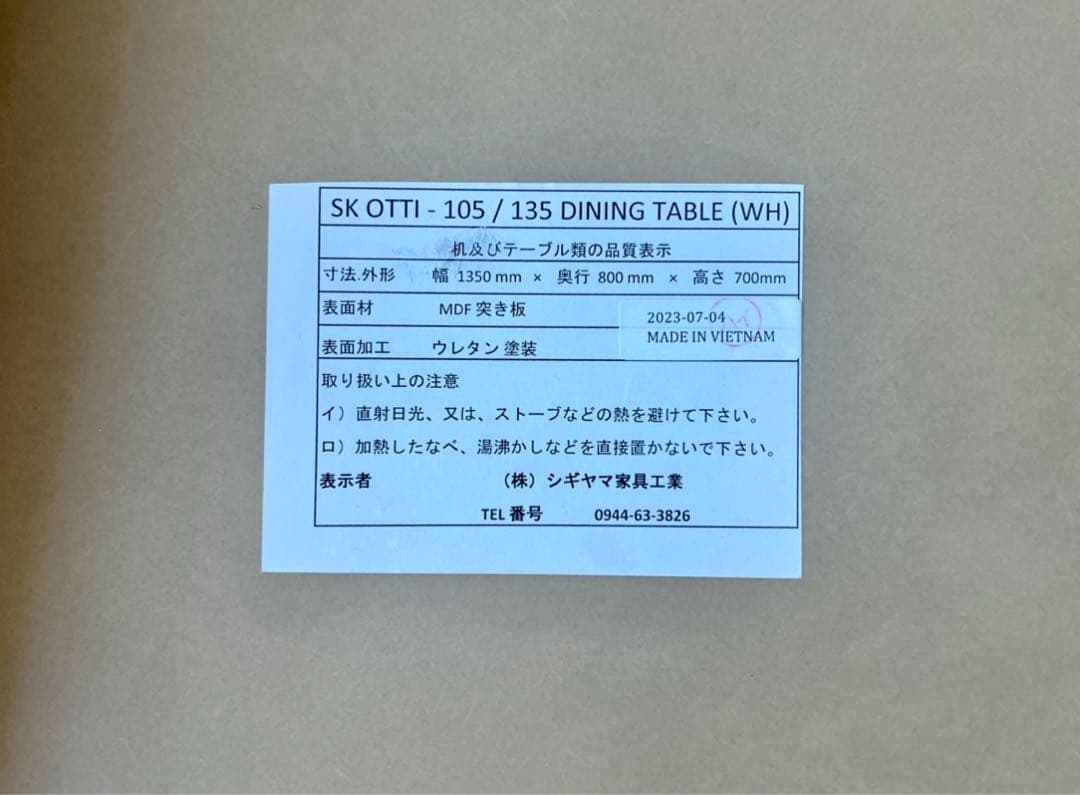 SK OTTI - 105 / 135 DINING TABLE (WH)
机及びテーブル類の品質表示
寸法.外形 幅 1350 mm × 奥行 800 mm × 高さ 700mm
表面材 MDF 突き板
2023-07-04
MADE IN VIETNAM
表面加工 ウレタン 塗装
取り扱い上の注意
イ）直射日光、又は、ストーブなどの熱を避けて下さい。
ロ）加熱したなべ、湯沸かしなどを直接置かないで下さい。
表示者 （株）シギヤマ家具工業
TEL 番号 0944-63-3826